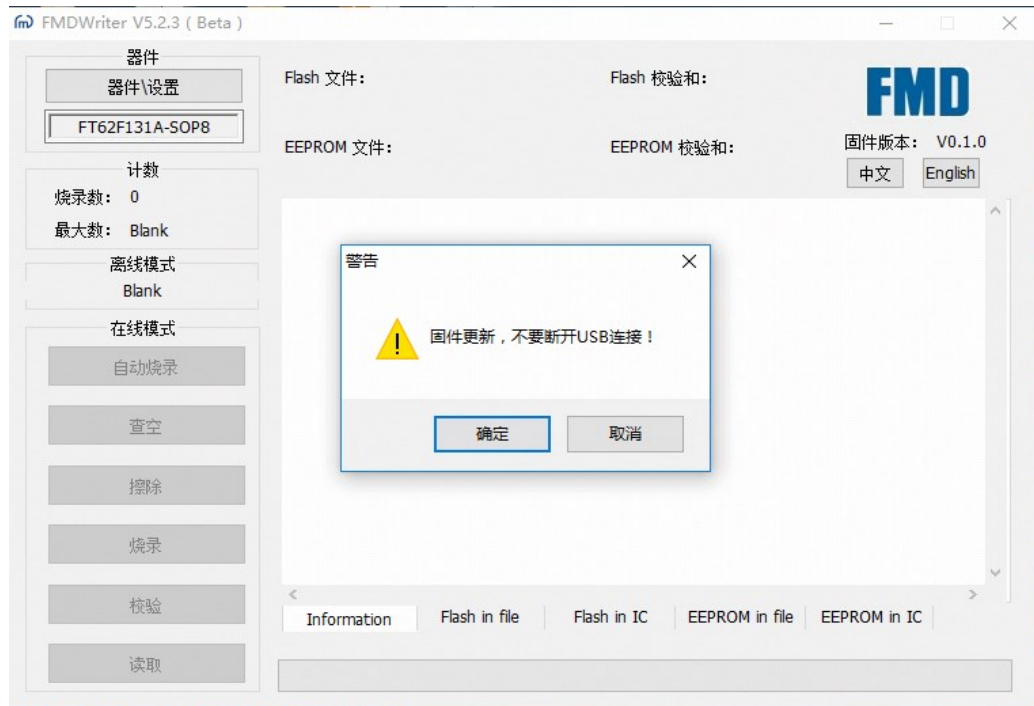 FMDWriter V5.2.3 ( Beta )
器件
器件\设置
FT62F131A-SOP8
计数
烧录数： 0
最大数： Blank
离线模式
Blank
在线模式
自动烧录
查空
擦除
烧录
校验
读取
Flash 文件：
Flash 校验和：
EEPROM 文件：
EEPROM 校验和：
FMD
固件版本： V0.1.0
中文
English
警告
固件更新，不要断开USB连接！
确定
取消
Information
Flash in file
Flash in IC
EEPROM in file
EEPROM in IC